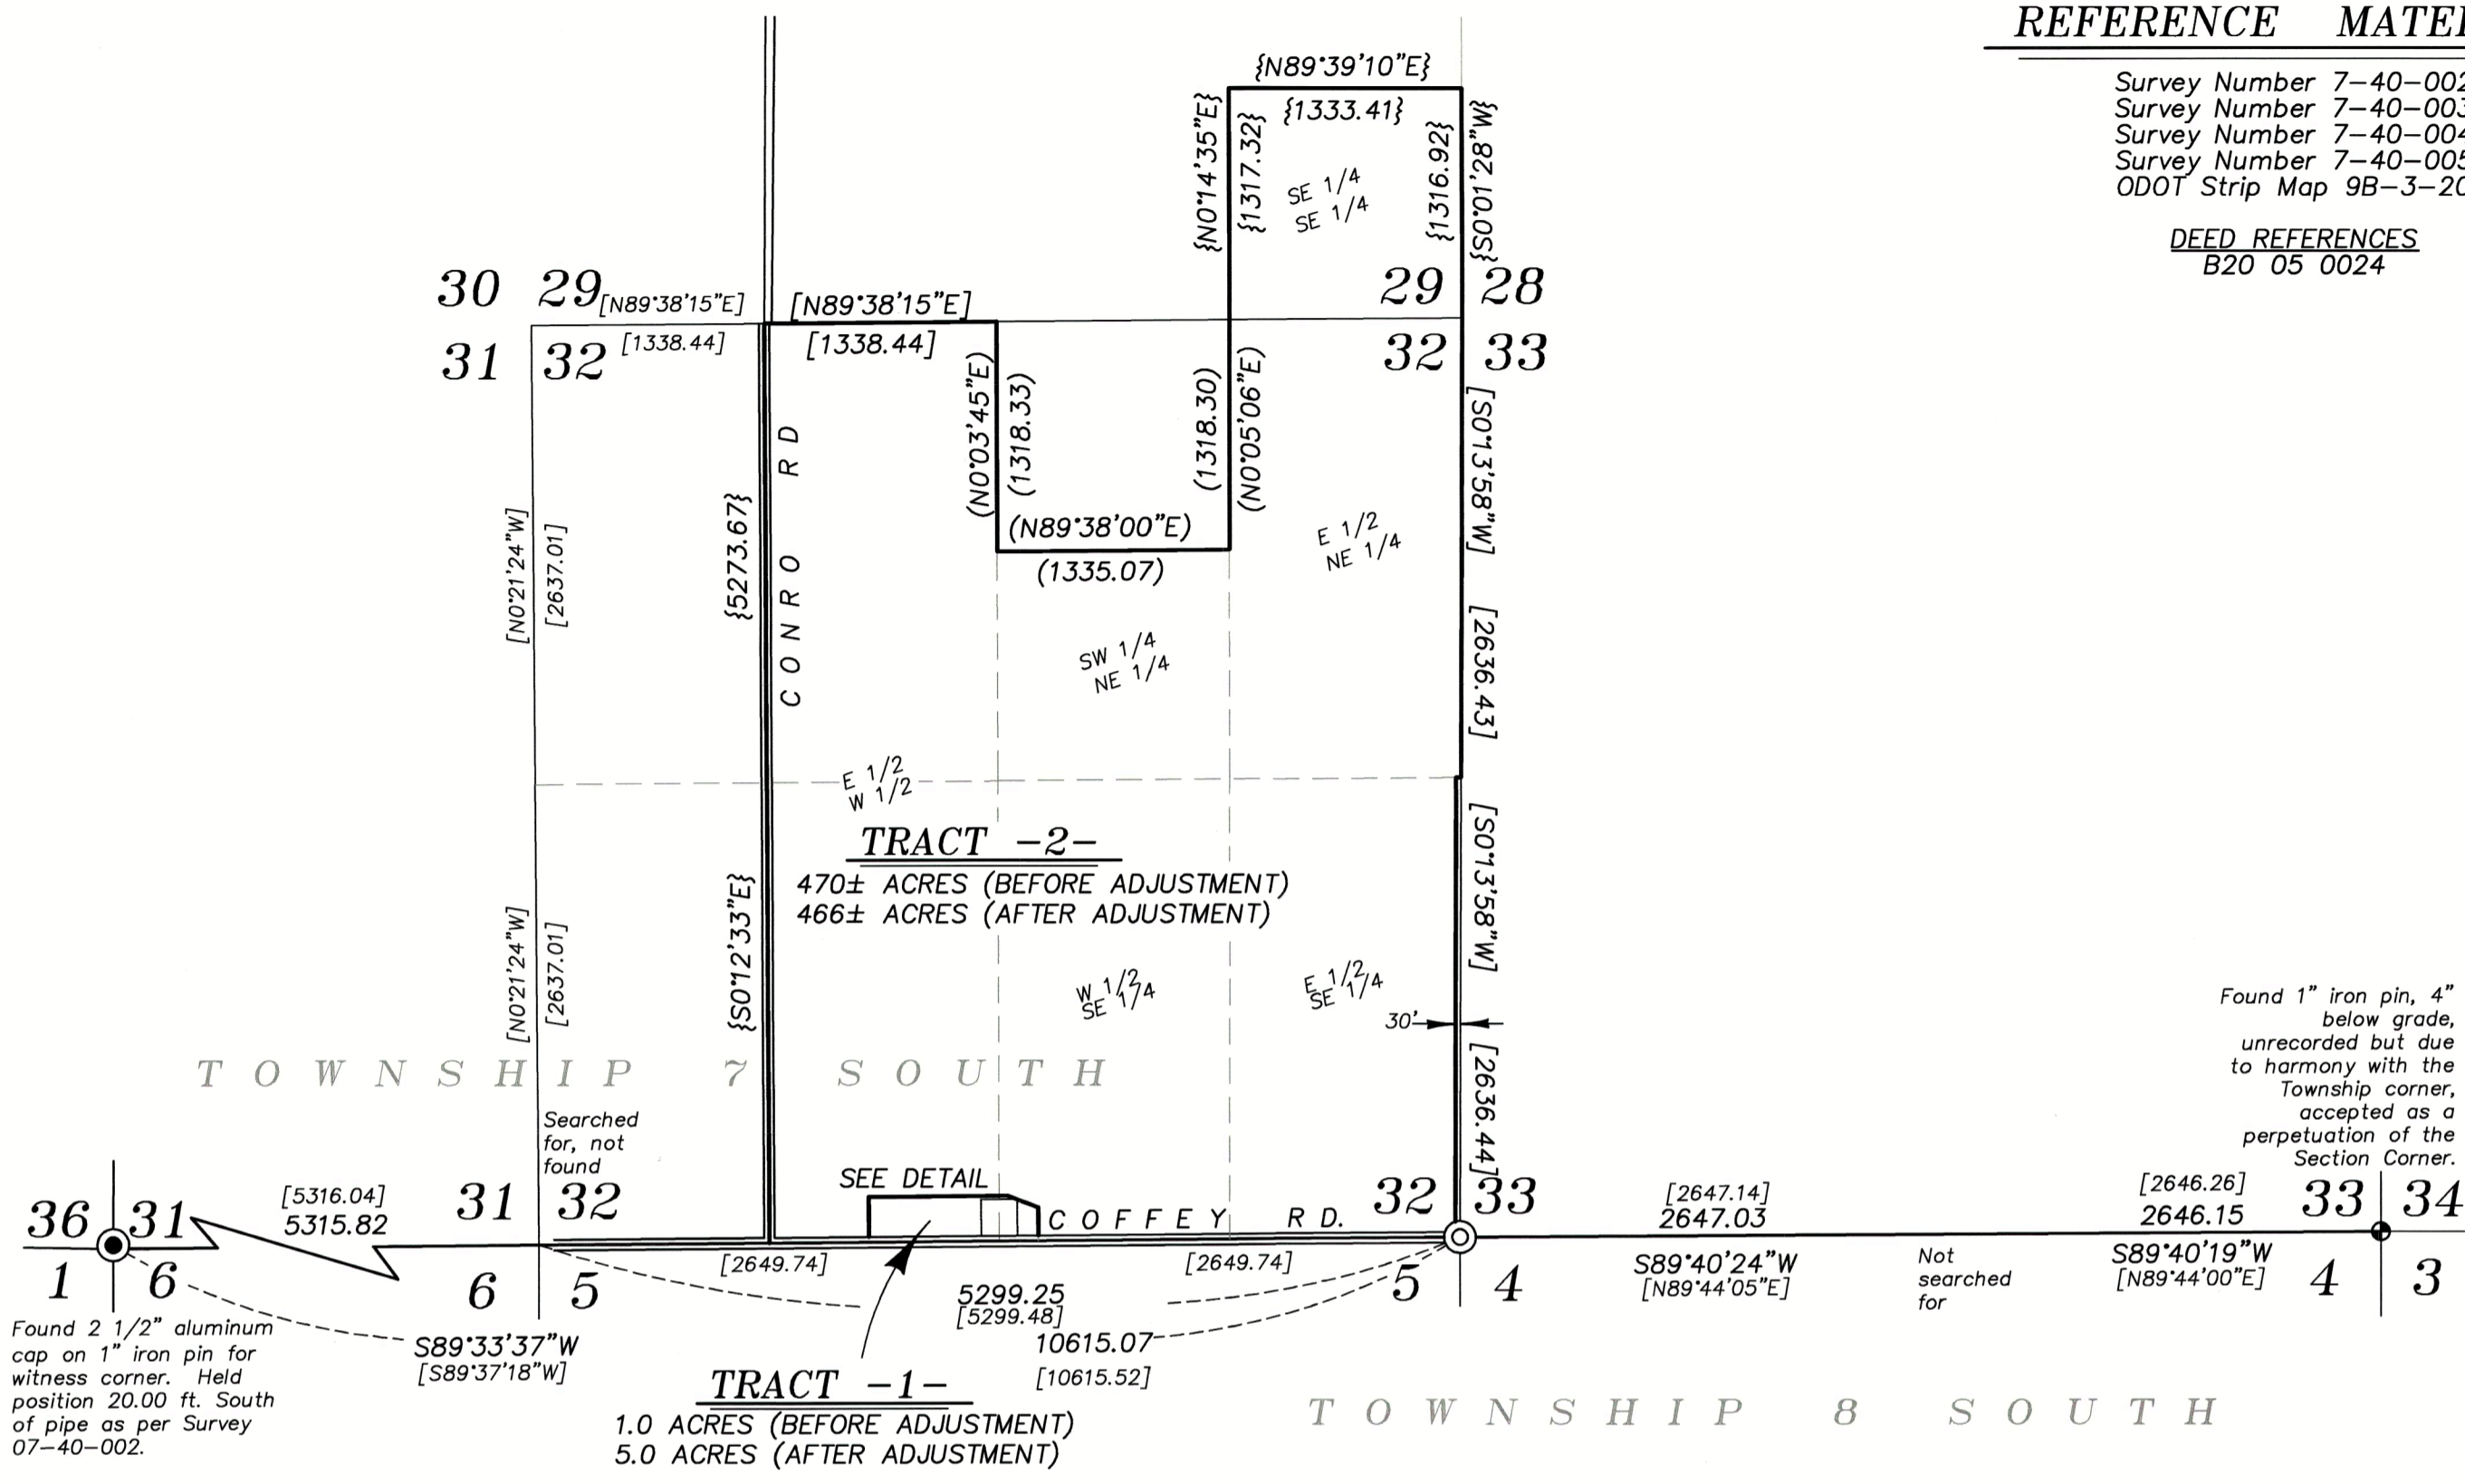 REFERENCE MATE
Survey Number 7-40-002
Survey Number 7-40-003
Survey Number 7-40-004
Survey Number 7-40-005
ODOT Strip Map 9B-3-20
DEED REFERENCES
B20 05 0024
{N89°39'10"E}
{1333.41}
{N0°14'35"E}
{1317.32}
{1316.92}
{S0°01'28"W}
SE 1/4
SE 1/4
30 29
[N89°38'15"E]
[N89°38'15"E]
29 28
31 32
[1338.44]
[1338.44]
32 33
(N0°03'45"E)
(1318.33)
(1318.30)
(N0°05'06"E)
[S0°13'58"W]
CONRO RD
{5273.67}
(N89°38'00"E)
(1335.07)
E 1/2
NE 1/4
[N0°21'24"W]
[2637.01]
SW 1/4
NE 1/4
[2636.43]
E 1/2
W 1/2
TRACT -2-
470± ACRES (BEFORE ADJUSTMENT)
466± ACRES (AFTER ADJUSTMENT)
[S0°13'58"W]
{S0°12'33"E}
[N0°21'24"W]
[2637.01]
W 1/2
SE 1/4
E 1/2
SE 1/4
30'
[2636.44]
TOWNSHIP 7 SOUTH
Found 1" iron pin, 4"
below grade,
unrecorded but due
to harmony with the
Township corner,
accepted as a
perpetuation of the
Section Corner.
Searched
for, not
found
SEE DETAIL
COFFEY RD.
36 31
[5316.04]
5315.82
31 32
32 33
[2647.14]
2647.03
[2646.26]
2646.15
33 34
1 6
6 5
[2649.74]
[2649.74]
5299.25
[5299.48]
5 4
S89°40'24"W
[N89°44'05"E]
Not
searched
for
S89°40'19"W
[N89°44'00"E]
4 3
10615.07
[10615.52]
S89°33'37"W
[S89°37'18"W]
Found 2 1/2" aluminum
cap on 1" iron pin for
witness corner. Held
position 20.00 ft. South
of pipe as per Survey
07-40-002.
TRACT -1-
1.0 ACRES (BEFORE ADJUSTMENT)
5.0 ACRES (AFTER ADJUSTMENT)
TOWNSHIP 8 SOUTH